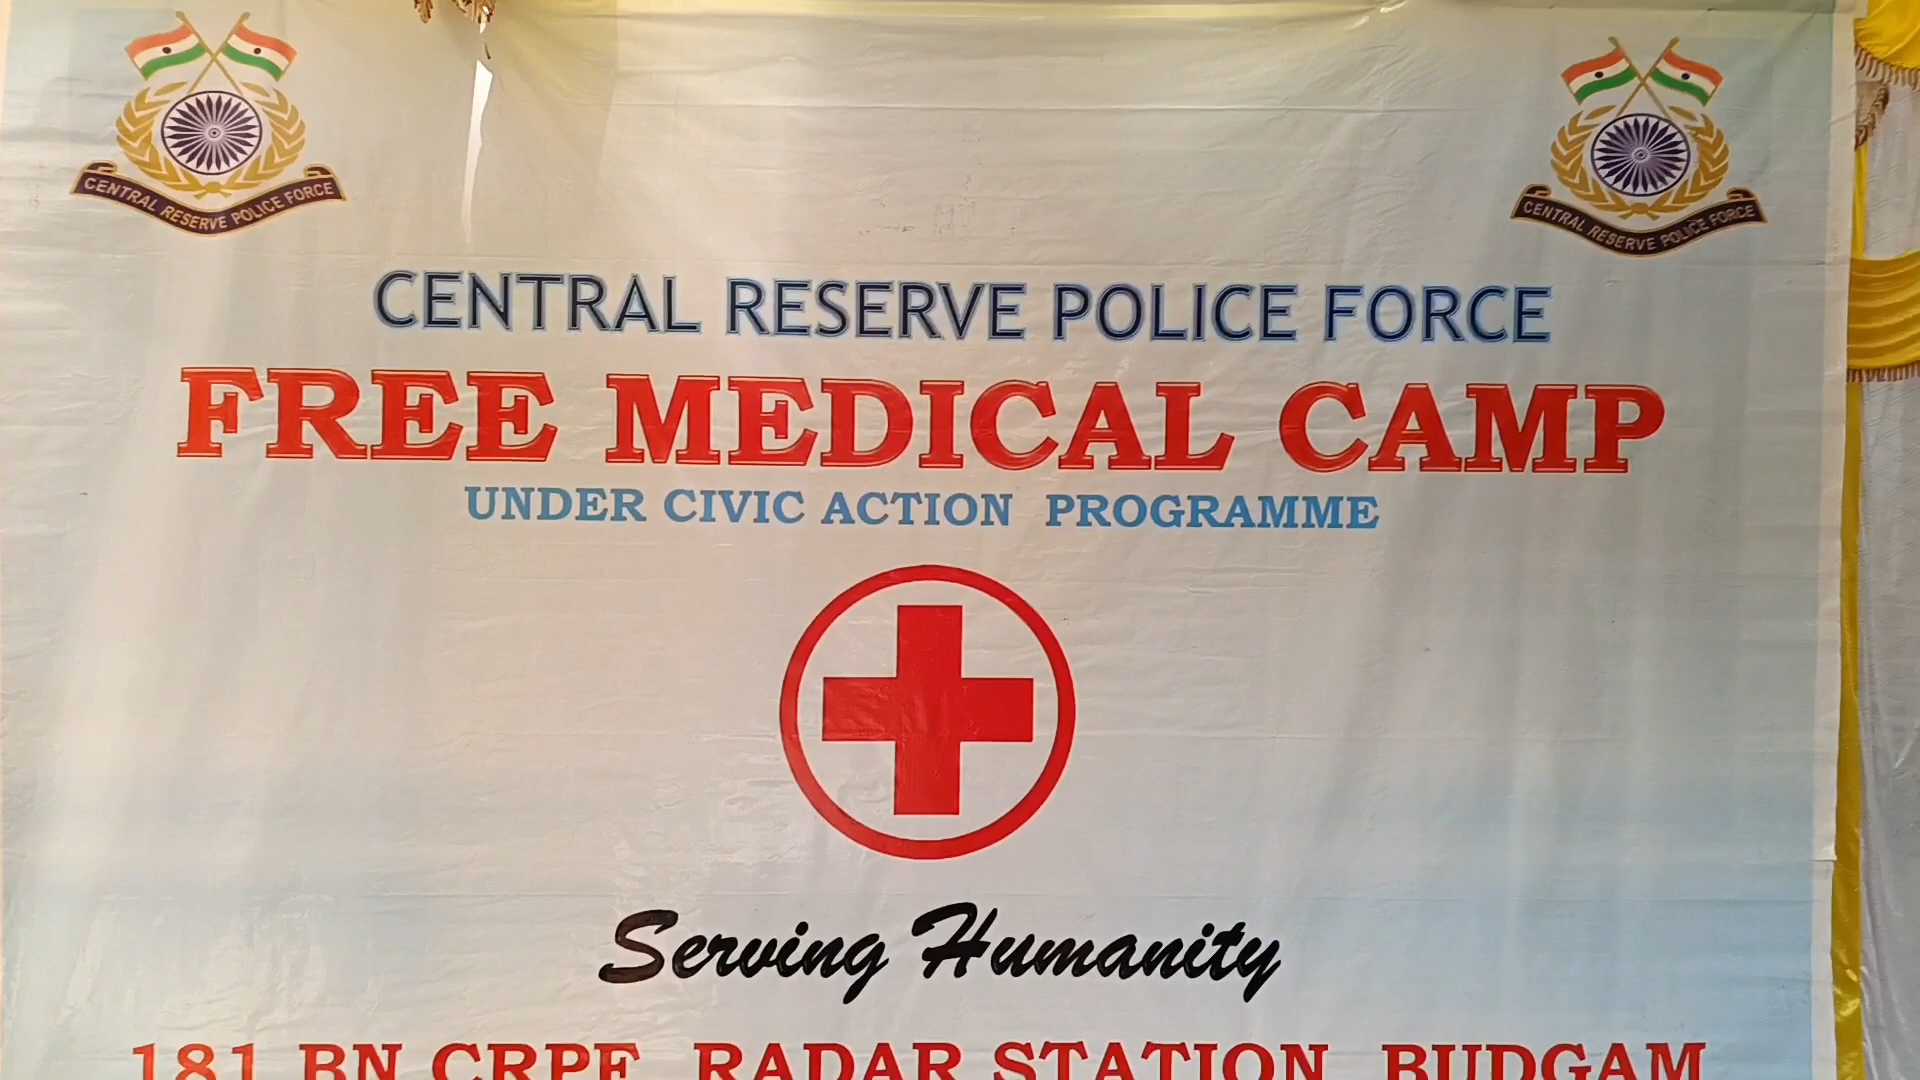 CENTRAL RESERVE POLICE FORCE
CENTRAL RESERVE POLICE FORCE
CENTRAL RESERVE POLICE FORCE
FREE MEDICAL CAMP
UNDER CIVIC ACTION PROGRAMME
Serving Humanity
181 BN CRPF RADAR STATION BUDGAM